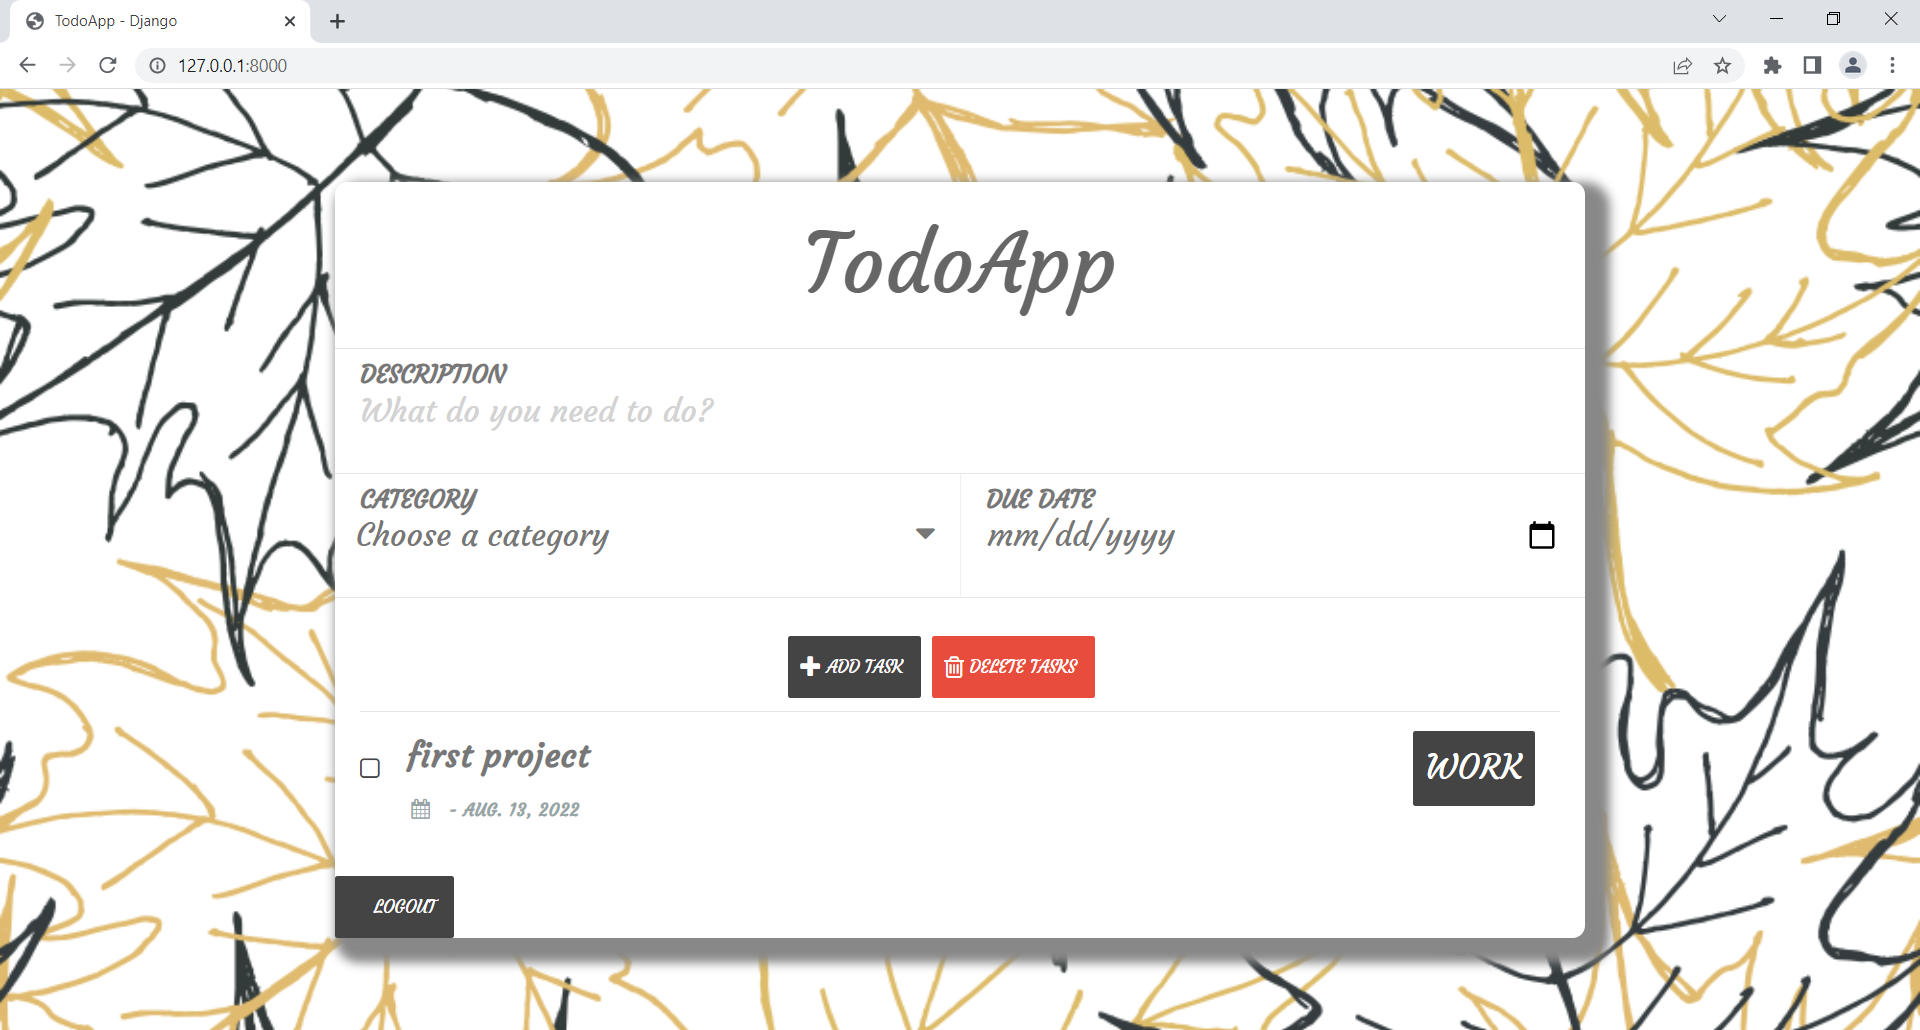 TodoApp - Django
127.0.0.1:8000
TodoApp
DESCRIPTION
What do you need to do?
CATEGORY
Choose a category
DUE DATE
mm/dd/yyyy
ADD TASK
DELETE TASKS
first project
WORK
- AUG. 13, 2022
LOGOUT